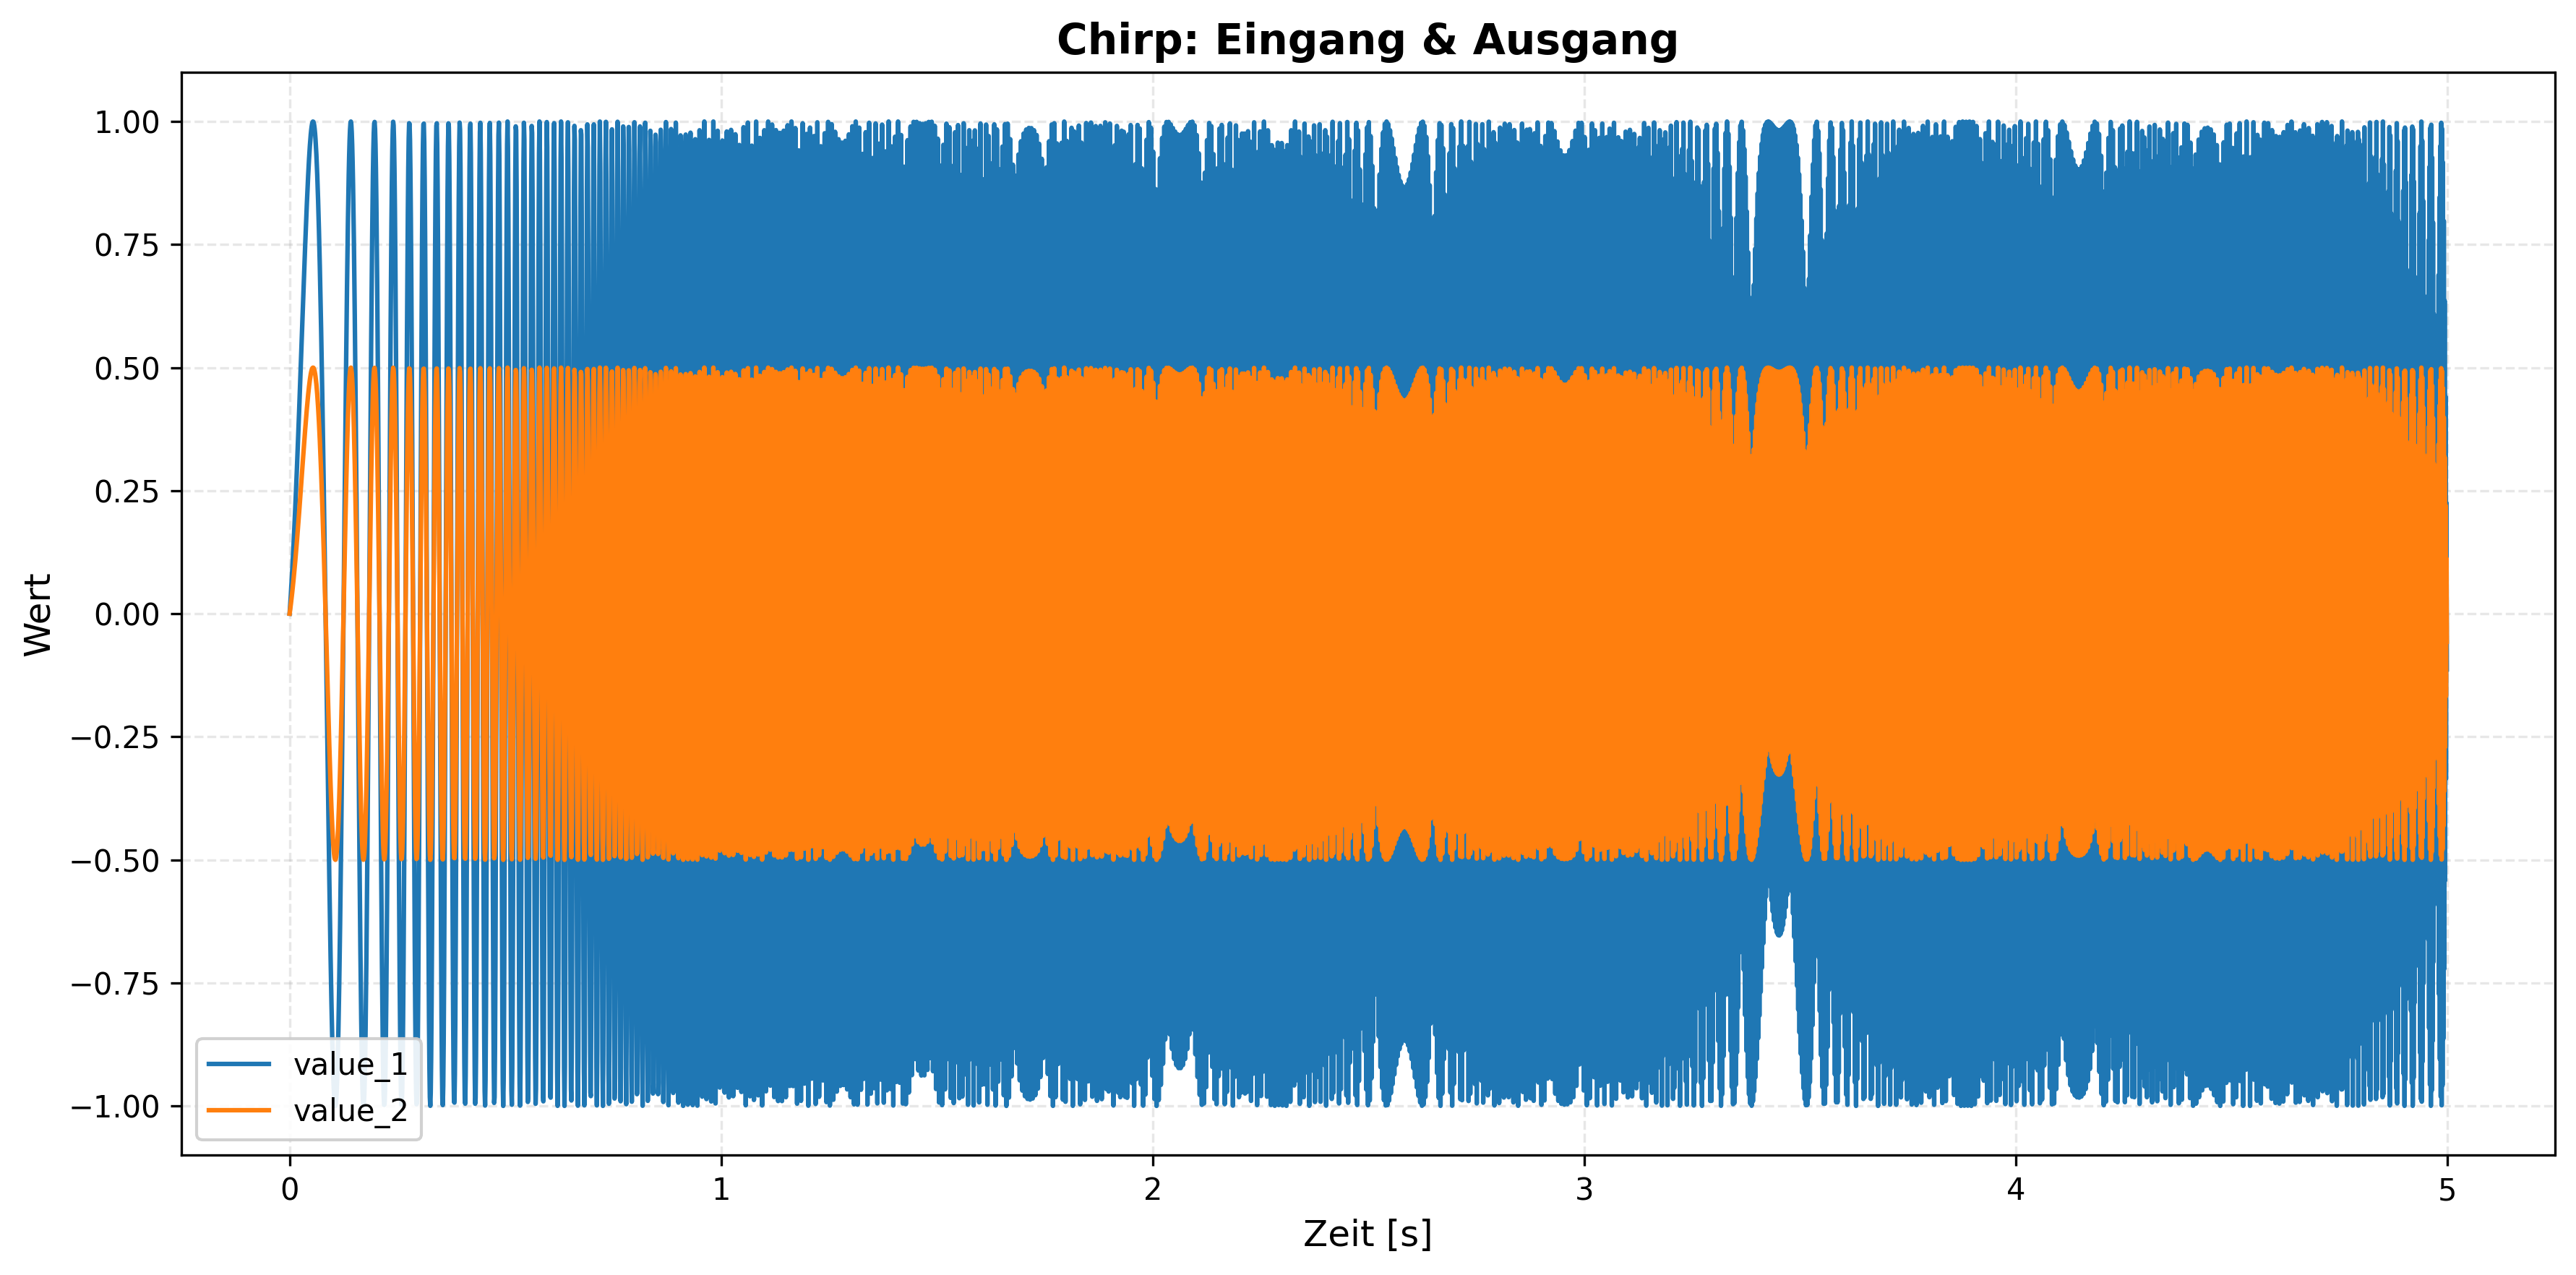 Chirp: Eingang & Ausgang
1.00
0.75
0.50
0.25
0.00
−0.25
−0.50
−0.75
−1.00
Wert
value_1
value_2
0 1 2 3 4 5
Zeit [s]